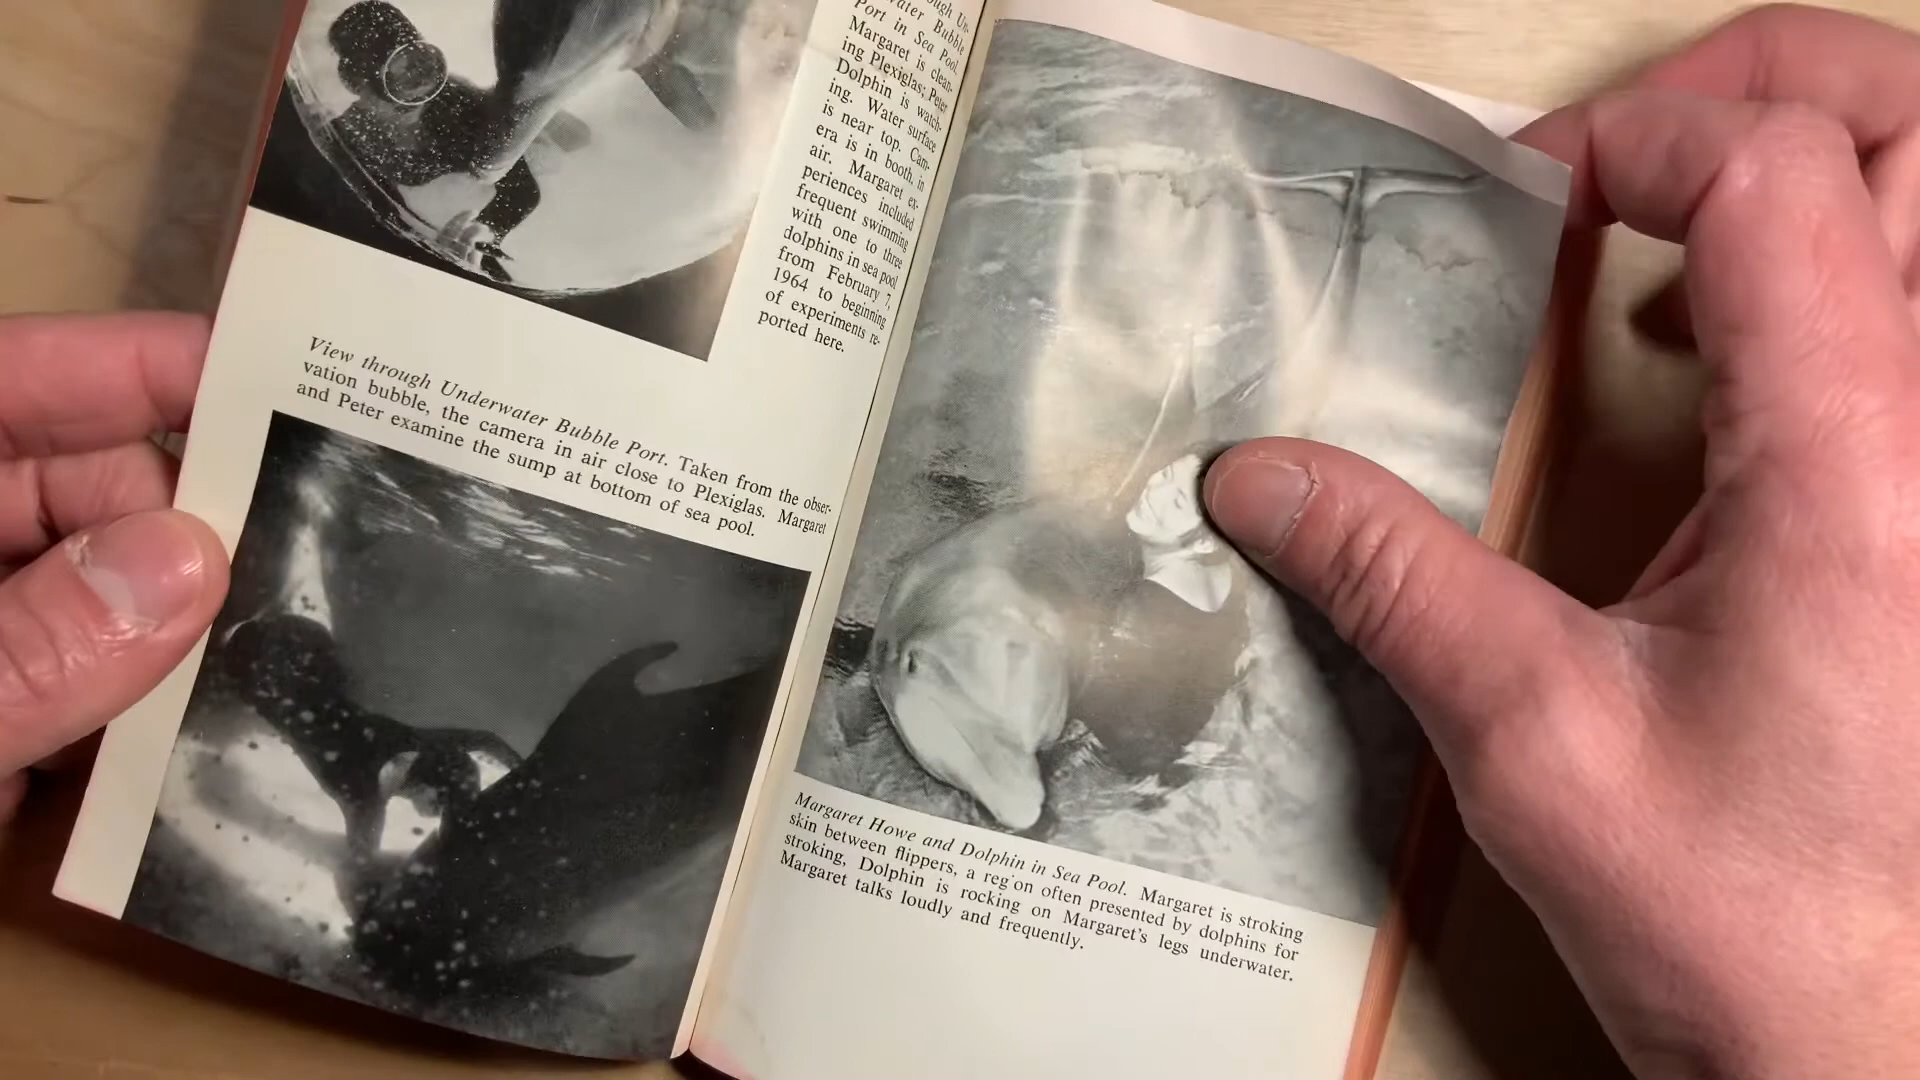 ough Un-
water Bubble
Port in Sea Pool.
Margaret is clean-
ing Plexiglas; Peter
Dolphin is watch-
ing. Water surface
is near top. Cam-
era is in booth, in
air. Margaret ex-
periences included
frequent swimming
with one to three
dolphins in sea pool
from February 7,
1964 to beginning
of experiments re-
ported here.
View through Underwater Bubble Port. Taken from the obser-
vation bubble, the camera in air close to Plexiglas. Margaret
and Peter examine the sump at bottom of sea pool.
Margaret Howe and Dolphin in Sea Pool. Margaret is stroking
skin between flippers, a reg on often presented by dolphins for
stroking, Dolphin is rocking on Margaret's legs underwater.
Margaret talks loudly and frequently.